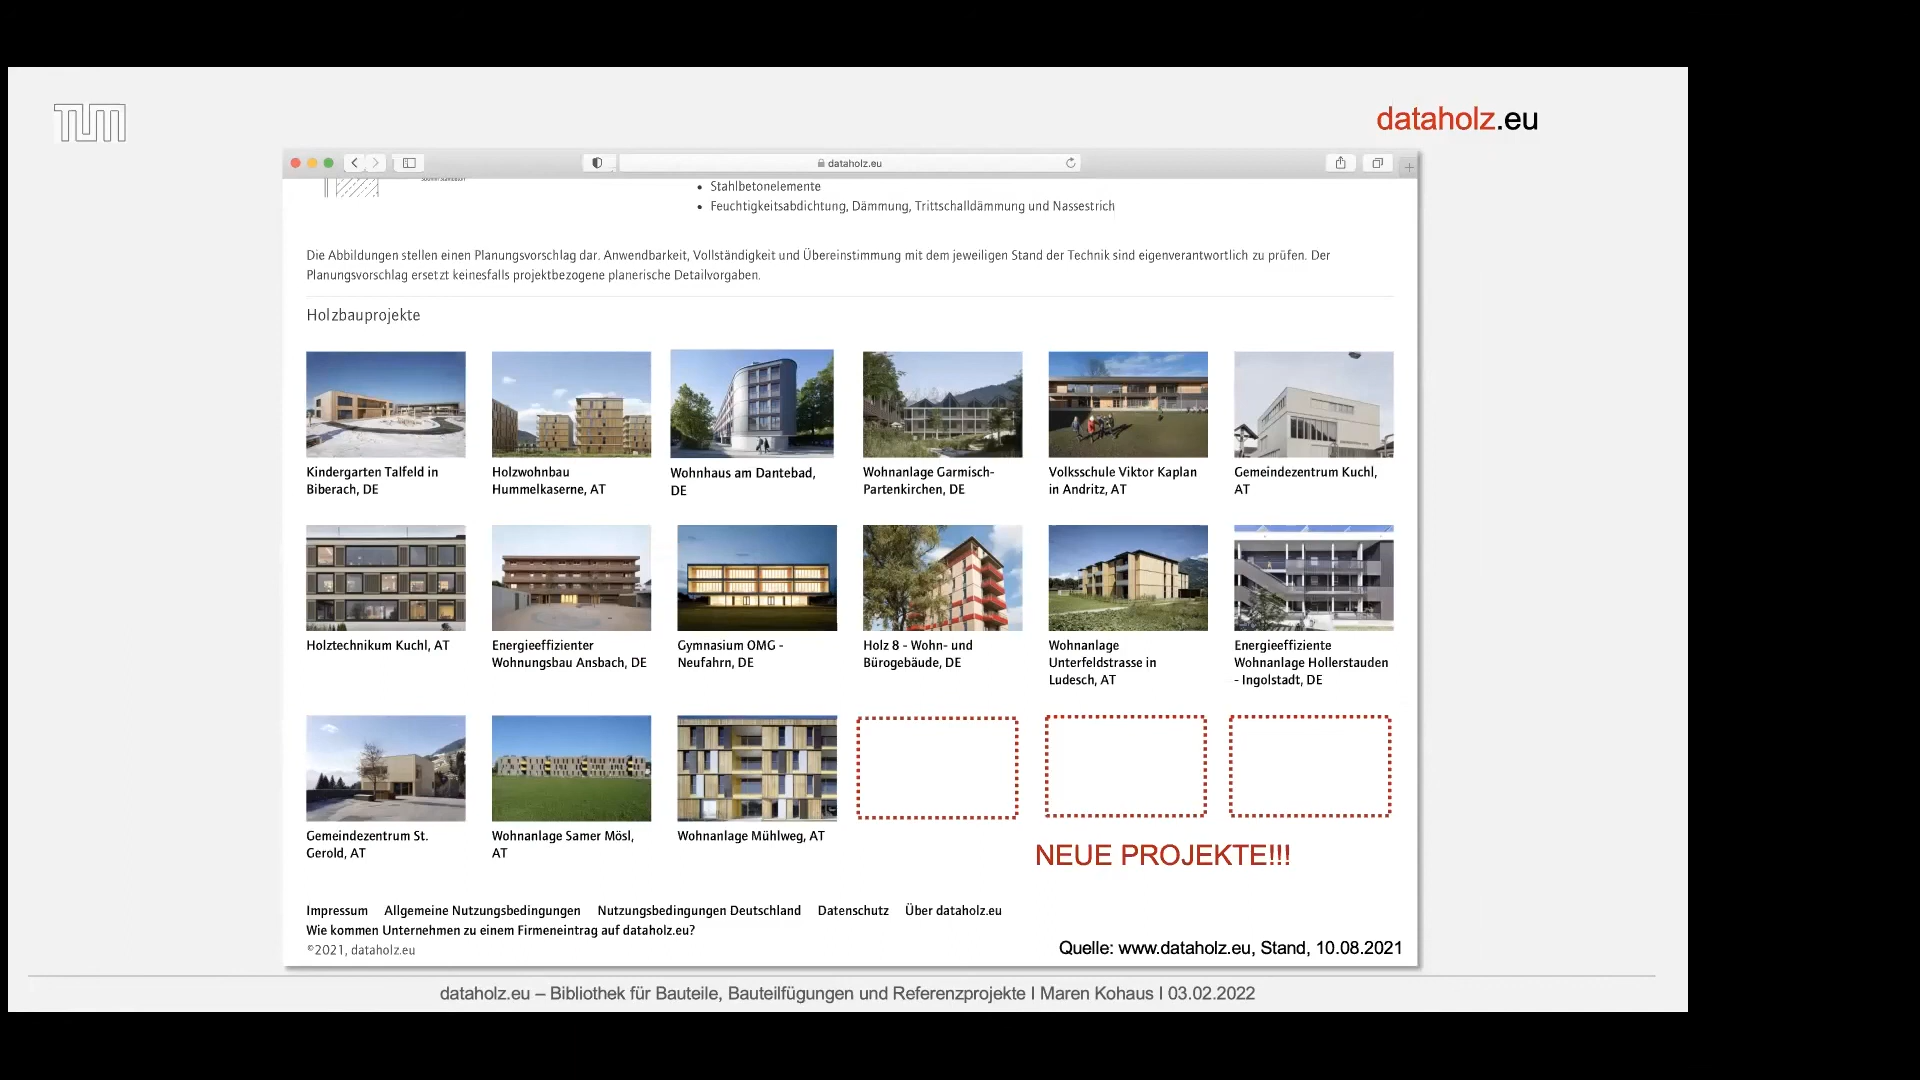 TUM
dataholz.eu
dataholz.eu
• Stahlbetonelemente
• Feuchtigkeitsabdichtung, Dämmung, Trittschalldämmung und Nassestrich
Die Abbildungen stellen einen Planungsvorschlag dar. Anwendbarkeit, Vollständigkeit und Übereinstimmung mit dem jeweiligen Stand der Technik sind eigenverantwortlich zu prüfen. Der
Planungsvorschlag ersetzt keinesfalls projektbezogene planerische Detailvorgaben.
Holzbauprojekte
Kindergarten Talfeld in
Biberach, DE
Holzwohnbau
Hummelkaserne, AT
Wohnhaus am Dantebad,
DE
Wohnanlage Garmisch-
Partenkirchen, DE
Volksschule Viktor Kaplan
in Andritz, AT
Gemeindezentrum Kuchl,
AT
Holztechnikum Kuchl, AT
Energieeffizienter
Wohnungsbau Ansbach, DE
Gymnasium OMG -
Neufahrn, DE
Holz 8 - Wohn- und
Bürogebäude, DE
Wohnanlage
Unterfeldstrasse in
Ludesch, AT
Energieeffiziente
Wohnanlage Hollerstauden
- Ingolstadt, DE
Gemeindezentrum St.
Gerold, AT
Wohnanlage Samer Mösl,
AT
Wohnanlage Mühlweg, AT
NEUE PROJEKTE!!!
Impressum Allgemeine Nutzungsbedingungen Nutzungsbedingungen Deutschland Datenschutz Über dataholz.eu
Wie kommen Unternehmen zu einem Firmeneintrag auf dataholz.eu?
©2021, dataholz.eu
Quelle: www.dataholz.eu, Stand, 10.08.2021
dataholz.eu – Bibliothek für Bauteile, Bauteilfügungen und Referenzprojekte I Maren Kohaus I 03.02.2022